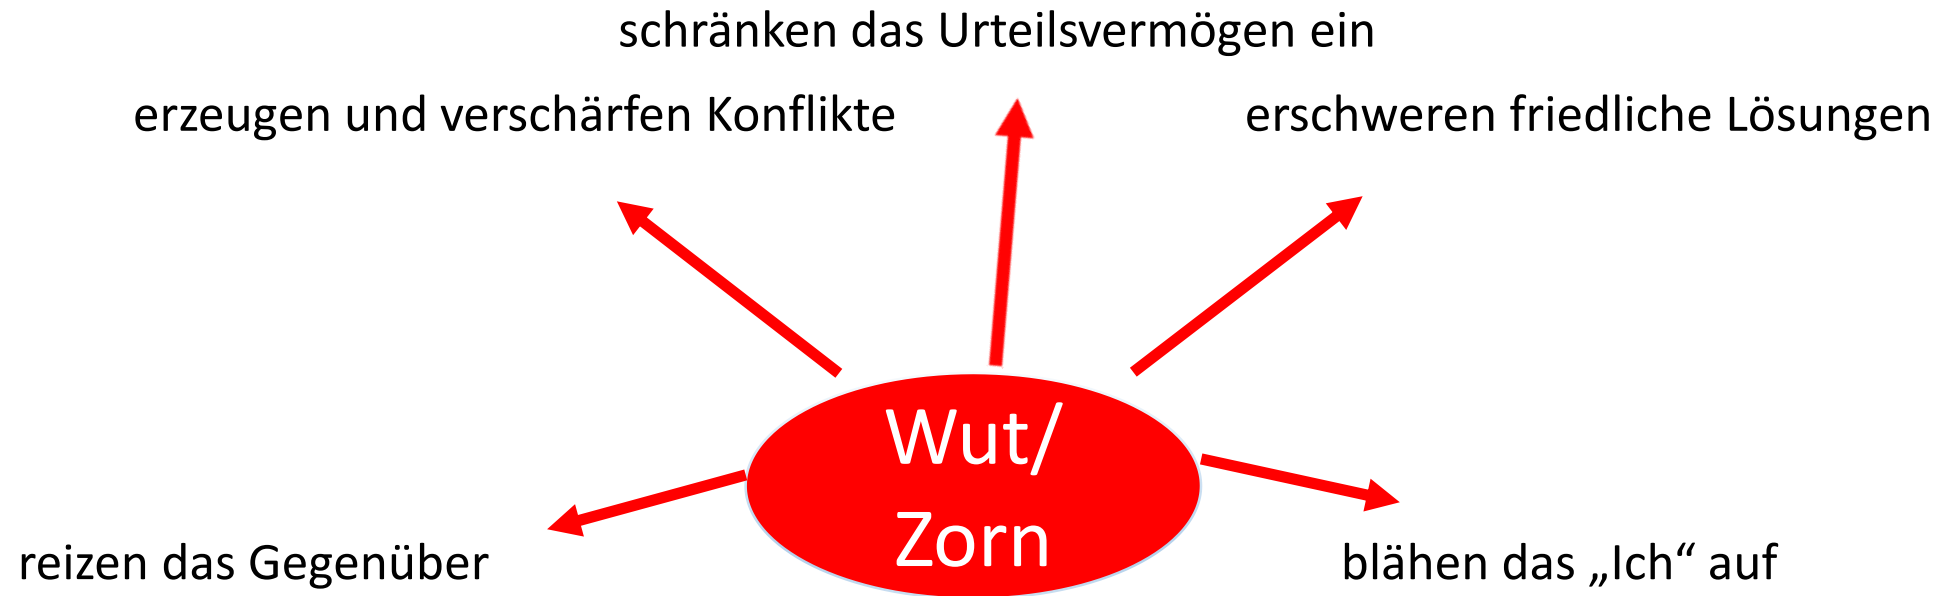 schränken das Urteilsvermögen ein
erzeugen und verschärfen Konflikte
erschweren friedliche Lösungen
Wut/
Zorn
reizen das Gegenüber
blähen das „Ich“ auf